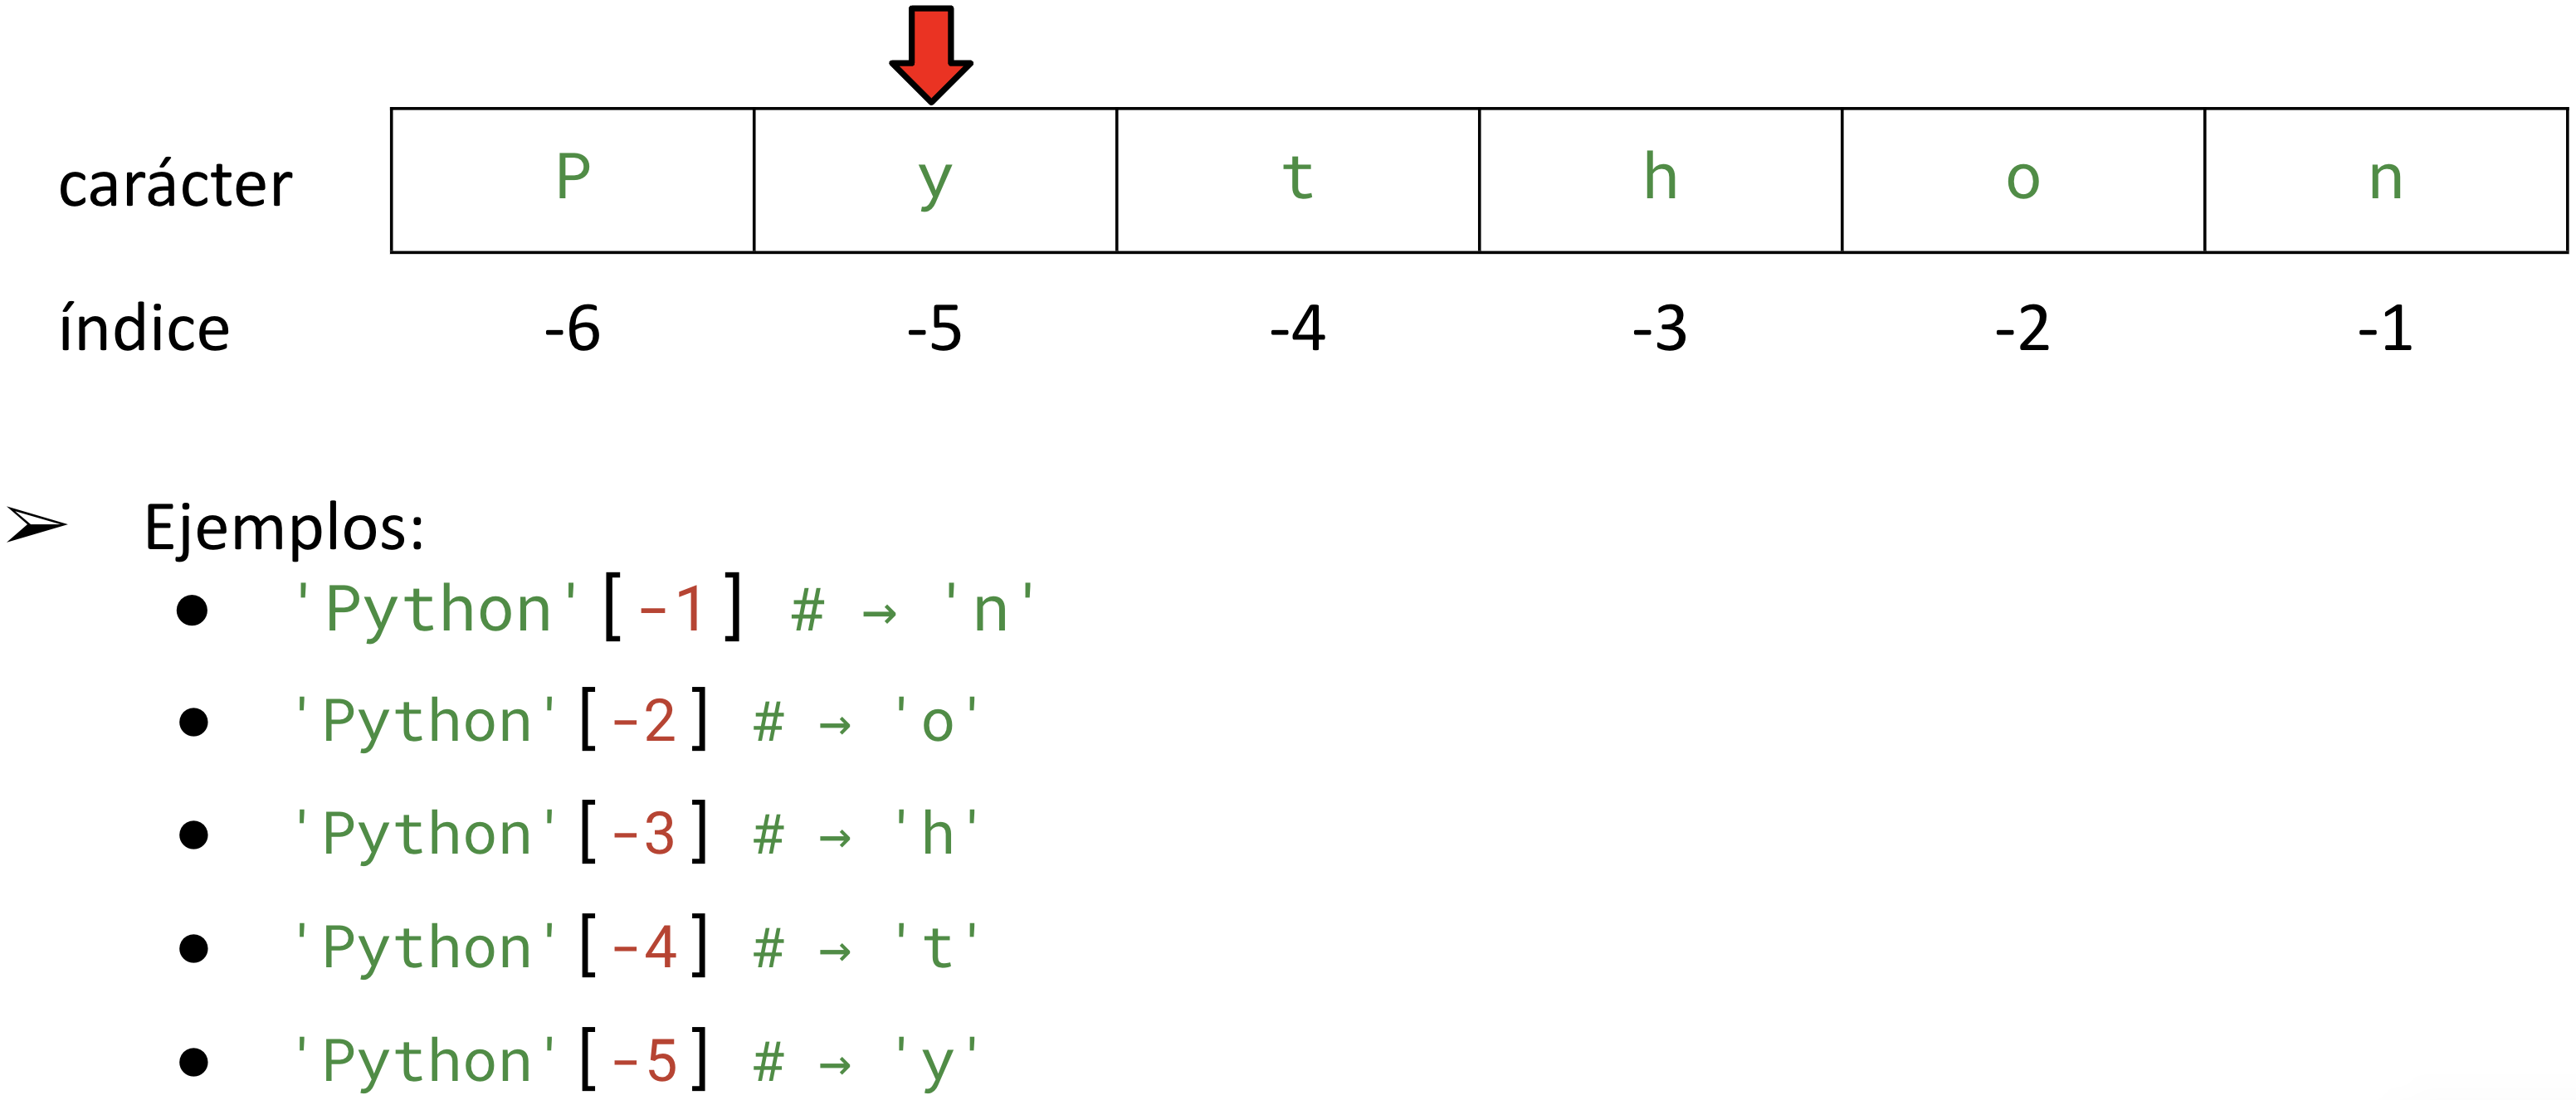 carácter P y t h o n
índice -6 -5 -4 -3 -2 -1
➢ Ejemplos:
● 'Python'[-1] # → 'n'
● 'Python'[-2] # → 'o'
● 'Python'[-3] # → 'h'
● 'Python'[-4] # → 't'
● 'Python'[-5] # → 'y'